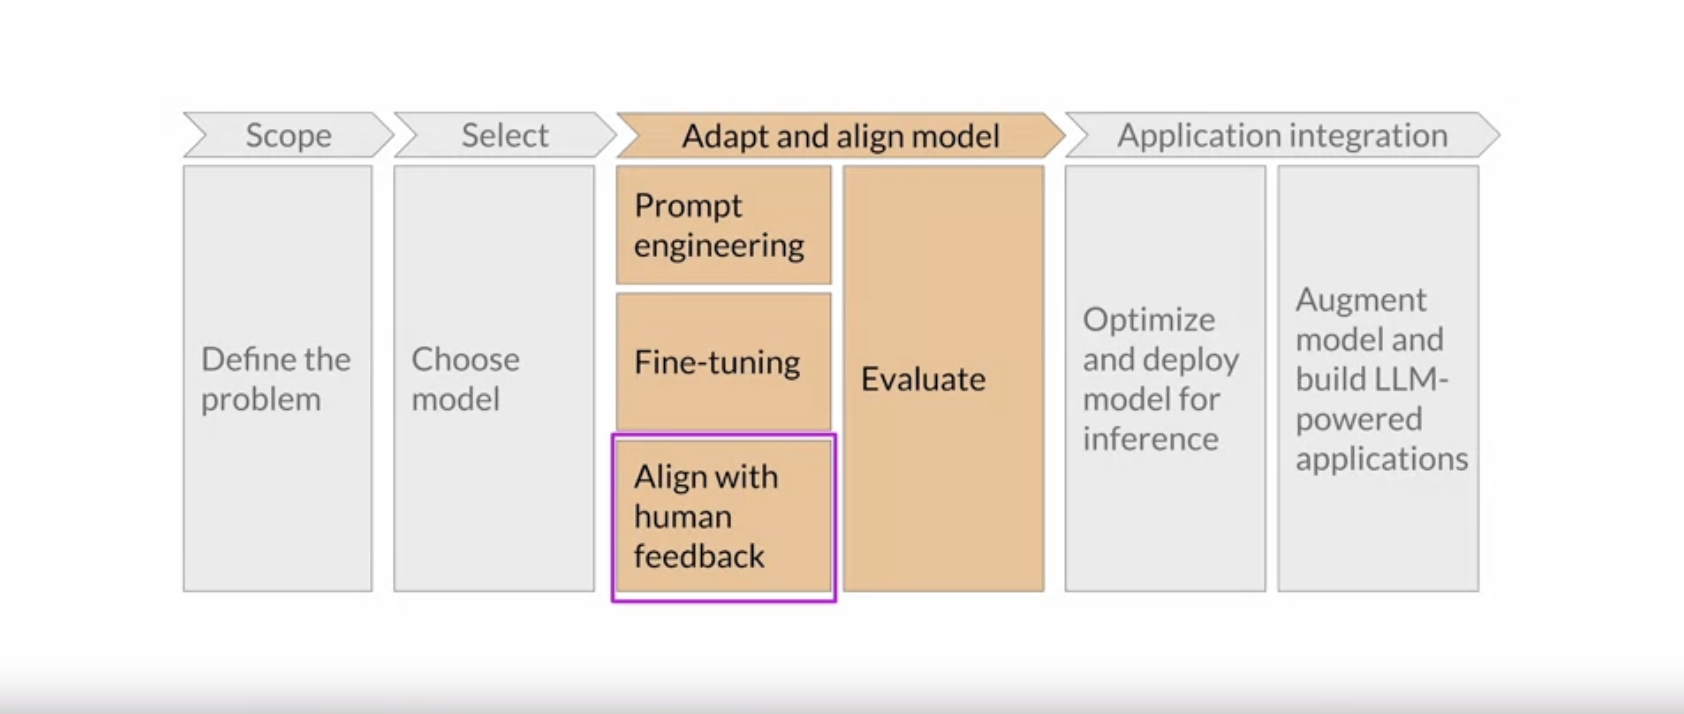 Scope
Select
Adapt and align model
Application integration
Define the
problem
Choose
model
Prompt
engineering
Fine-tuning
Align with
human
feedback
Evaluate
Optimize
and deploy
model for
inference
Augment
model and
build LLM-
powered
applications